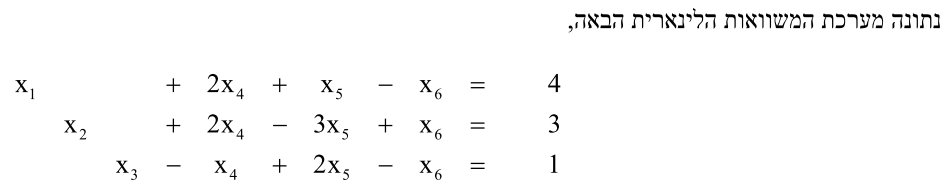 נתונה מערכת המשוואות הלינארית הבאה,
x₁ + 2x₄ + x₅ − x₆ = 4
x₂ + 2x₄ − 3x₅ + x₆ = 3
x₃ − x₄ + 2x₅ − x₆ = 1